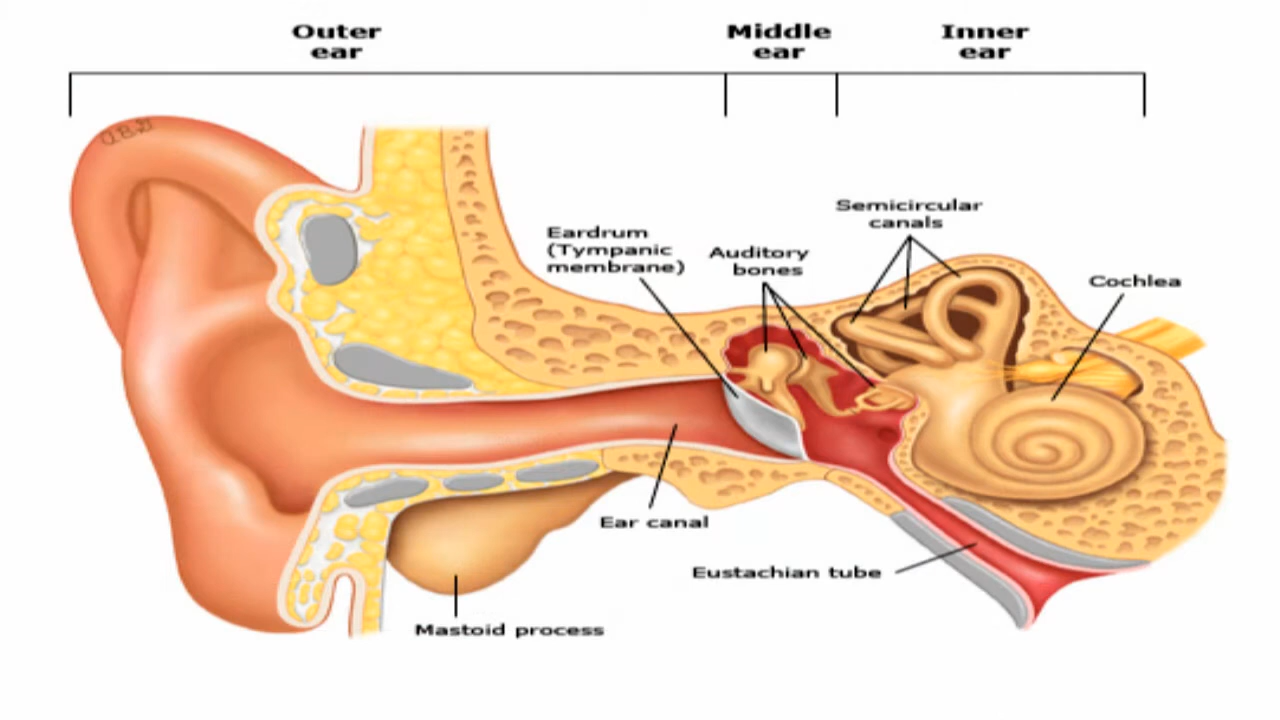 Outer
ear
Middle
ear
Inner
ear
Semicircular
canals
Eardrum
(Tympanic
membrane)
Auditory
bones
Cochlea
Ear canal
Eustachian tube
Mastoid process